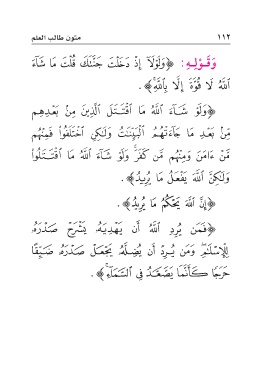 ١١٢ متون طالب العلم
وَقَوْلِهِ: ﴿وَلَوْلَآ إِذْ دَخَلْتَ جَنَّتَكَ قُلْتَ مَا شَآءَ
ٱللَّهُ لَا قُوَّةَ إِلَّا بِٱللَّهِ﴾.
﴿وَلَوْ شَآءَ ٱللَّهُ مَا ٱقْتَتَلَ ٱلَّذِينَ مِنۢ بَعْدِهِم
مِّنۢ بَعْدِ مَا جَآءَتْهُمُ ٱلْبَيِّنَٰتُ وَلَٰكِنِ ٱخْتَلَفُوا۟ فَمِنْهُم
مَّنْ ءَامَنَ وَمِنْهُم مَّن كَفَرَ ۚ وَلَوْ شَآءَ ٱللَّهُ مَا ٱقْتَتَلُوا۟
وَلَٰكِنَّ ٱللَّهَ يَفْعَلُ مَا يُرِيدُ﴾.
﴿إِنَّ ٱللَّهَ يَحْكُمُ مَا يُرِيدُ﴾.
﴿فَمَن يُرِدِ ٱللَّهُ أَن يَهْدِيَهُۥ يَشْرَحْ صَدْرَهُۥ
لِلْإِسْلَٰمِ ۖ وَمَن يُرِدْ أَن يُضِلَّهُۥ يَجْعَلْ صَدْرَهُۥ ضَيِّقًا
حَرَجًا كَأَنَّمَا يَصَّعَّدُ فِى ٱلسَّمَآءِ ۚ﴾.